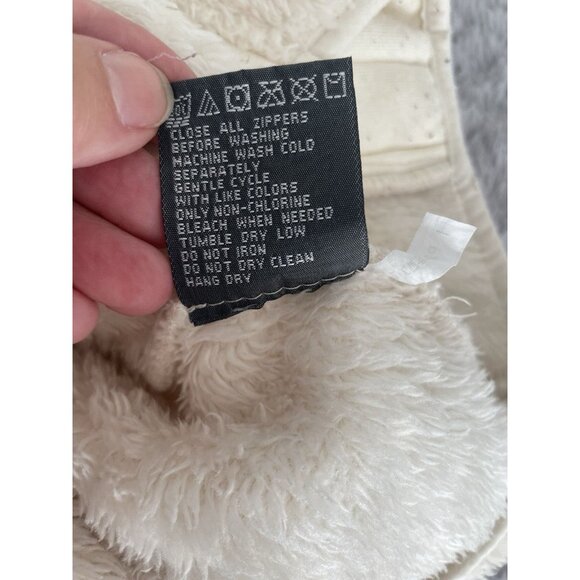 CLOSE ALL ZIPPERS
BEFORE WASHING
MACHINE WASH COLD
SEPARATELY
GENTLE CYCLE
WITH LIKE COLORS
ONLY NON-CHLORINE
BLEACH WHEN NEEDED
TUMBLE DRY LOW
DO NOT IRON
DO NOT DRY CLEAN
HANG DRY